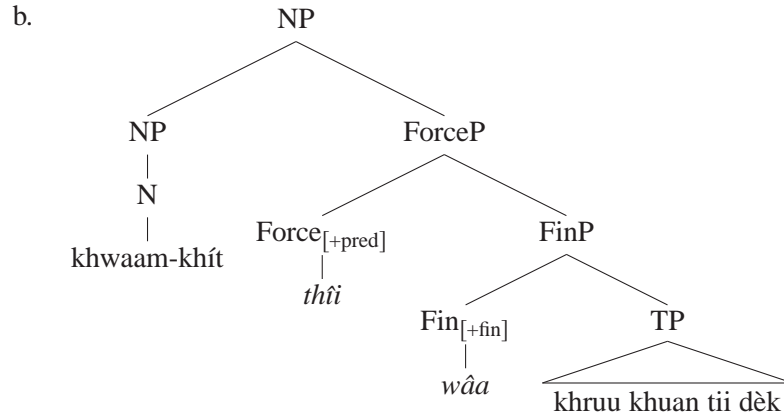 b.
NP
NP ForceP
N
Force[+pred] FinP
khwaam-khít
thîi
Fin[+fin] TP
wâa
khruu khuan tii dèk